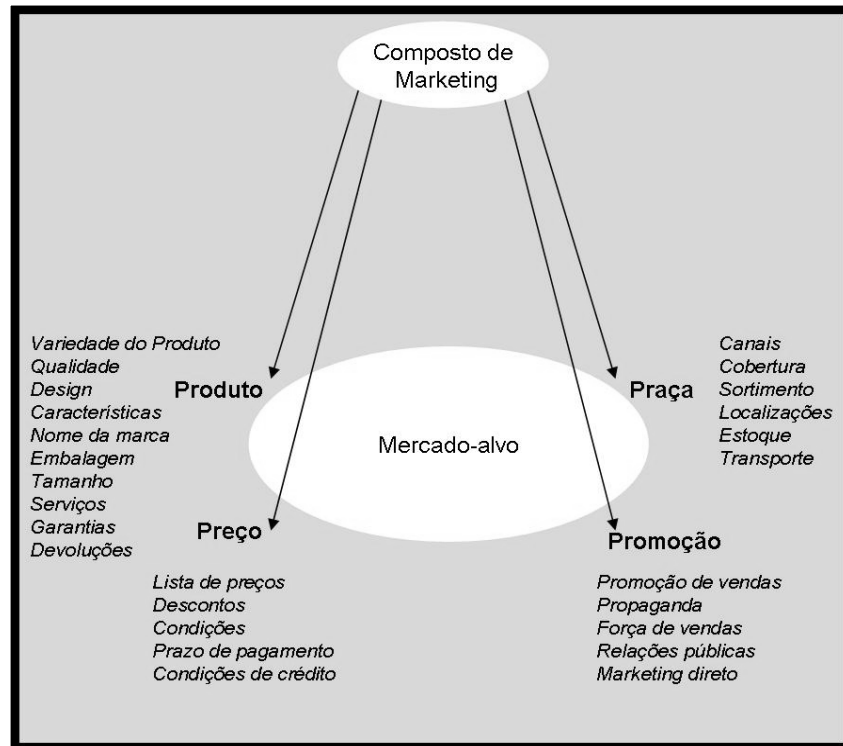 Composto de
Marketing
Variedade do Produto
Qualidade
Design
Características
Nome da marca
Embalagem
Tamanho
Serviços
Garantias
Devoluções
Produto
Mercado-alvo
Praça
Canais
Cobertura
Sortimento
Localizações
Estoque
Transporte
Preço
Lista de preços
Descontos
Condições
Prazo de pagamento
Condições de crédito
Promoção
Promoção de vendas
Propaganda
Força de vendas
Relações públicas
Marketing direto